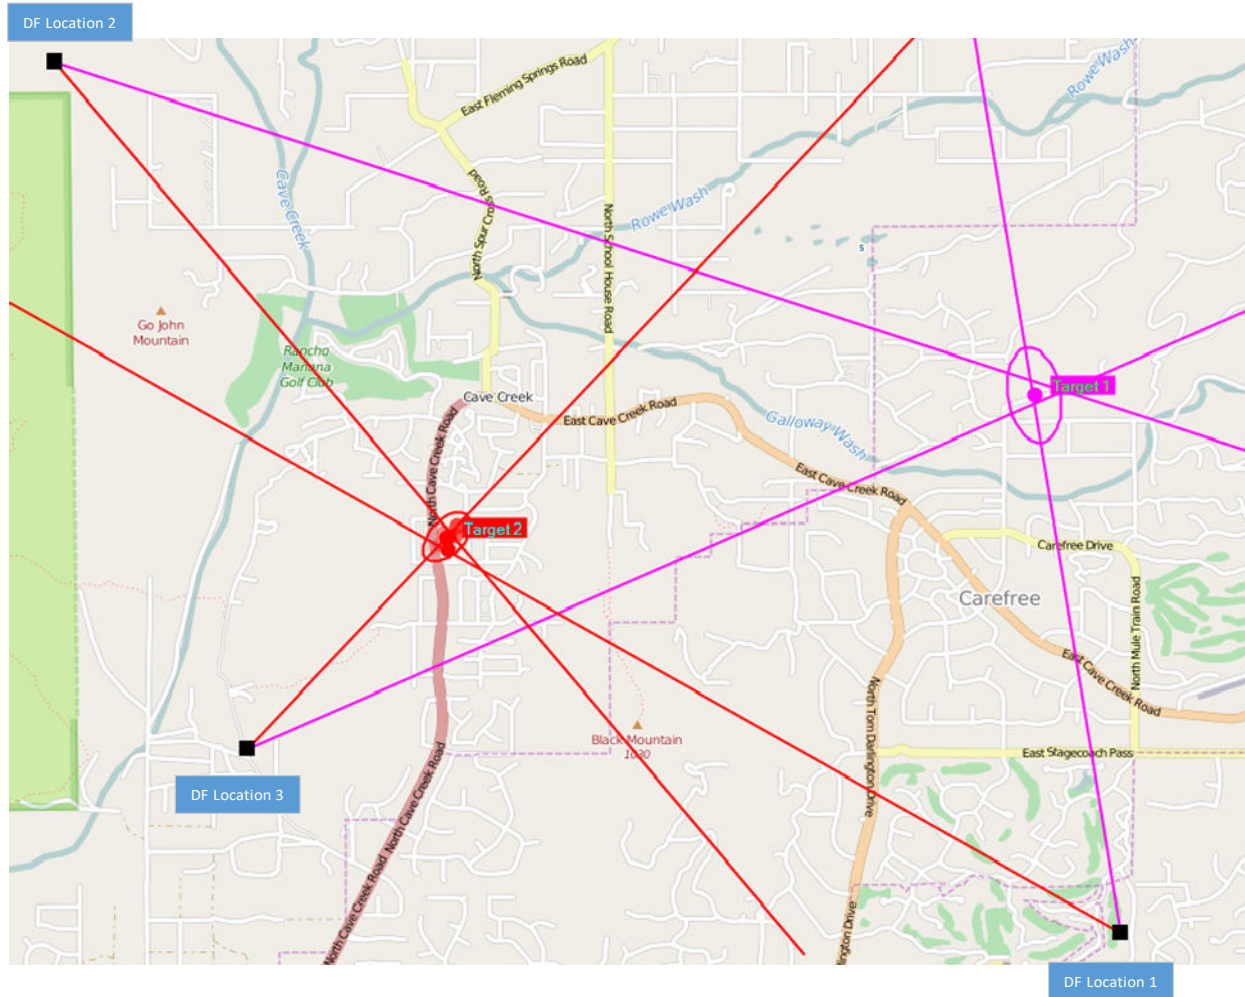 DF Location 2
East Fleming Springs Road
Rowe Wash
Cave Creek
North Spur Cross Road
Rowe Wash
North School House Road
s
Go John
Mountain
Rancho
Manana
Golf Club
Target 1
Cave Creek
East Cave Creek Road
Galloway Wash
North Cave Creek Road
East Cave Creek Road
Target 2
Carefree Drive
Carefree
North Mule Train Road
East Cave Creek Road
North Tom Darlington Drive
Black Mountain
1030
East Stagecoach Pass
DF Location 3
North Cave Creek Road
North Cave Creek Road
ington Drive
DF Location 1